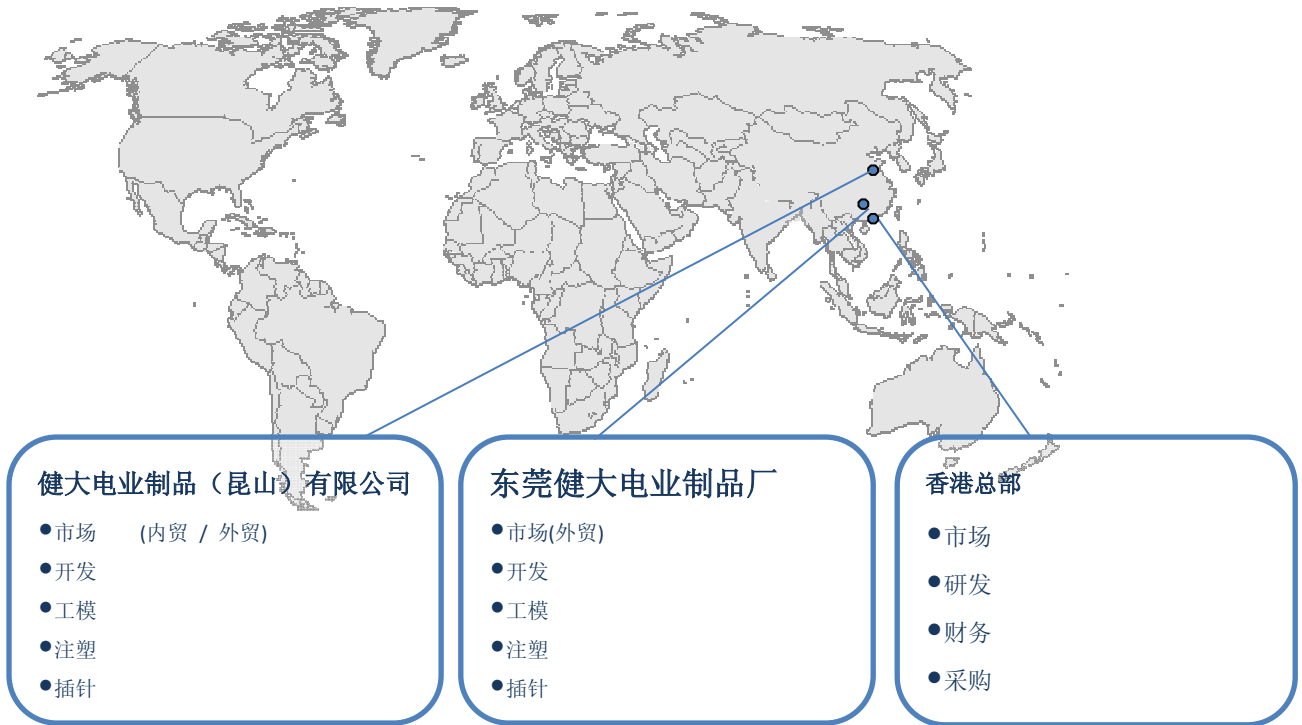 健大电业制品（昆山）有限公司
●市场 (内贸 / 外贸)
●开发
●工模
●注塑
●插针
东莞健大电业制品厂
●市场(外贸)
●开发
●工模
●注塑
●插针
香港总部
●市场
●研发
●财务
●采购